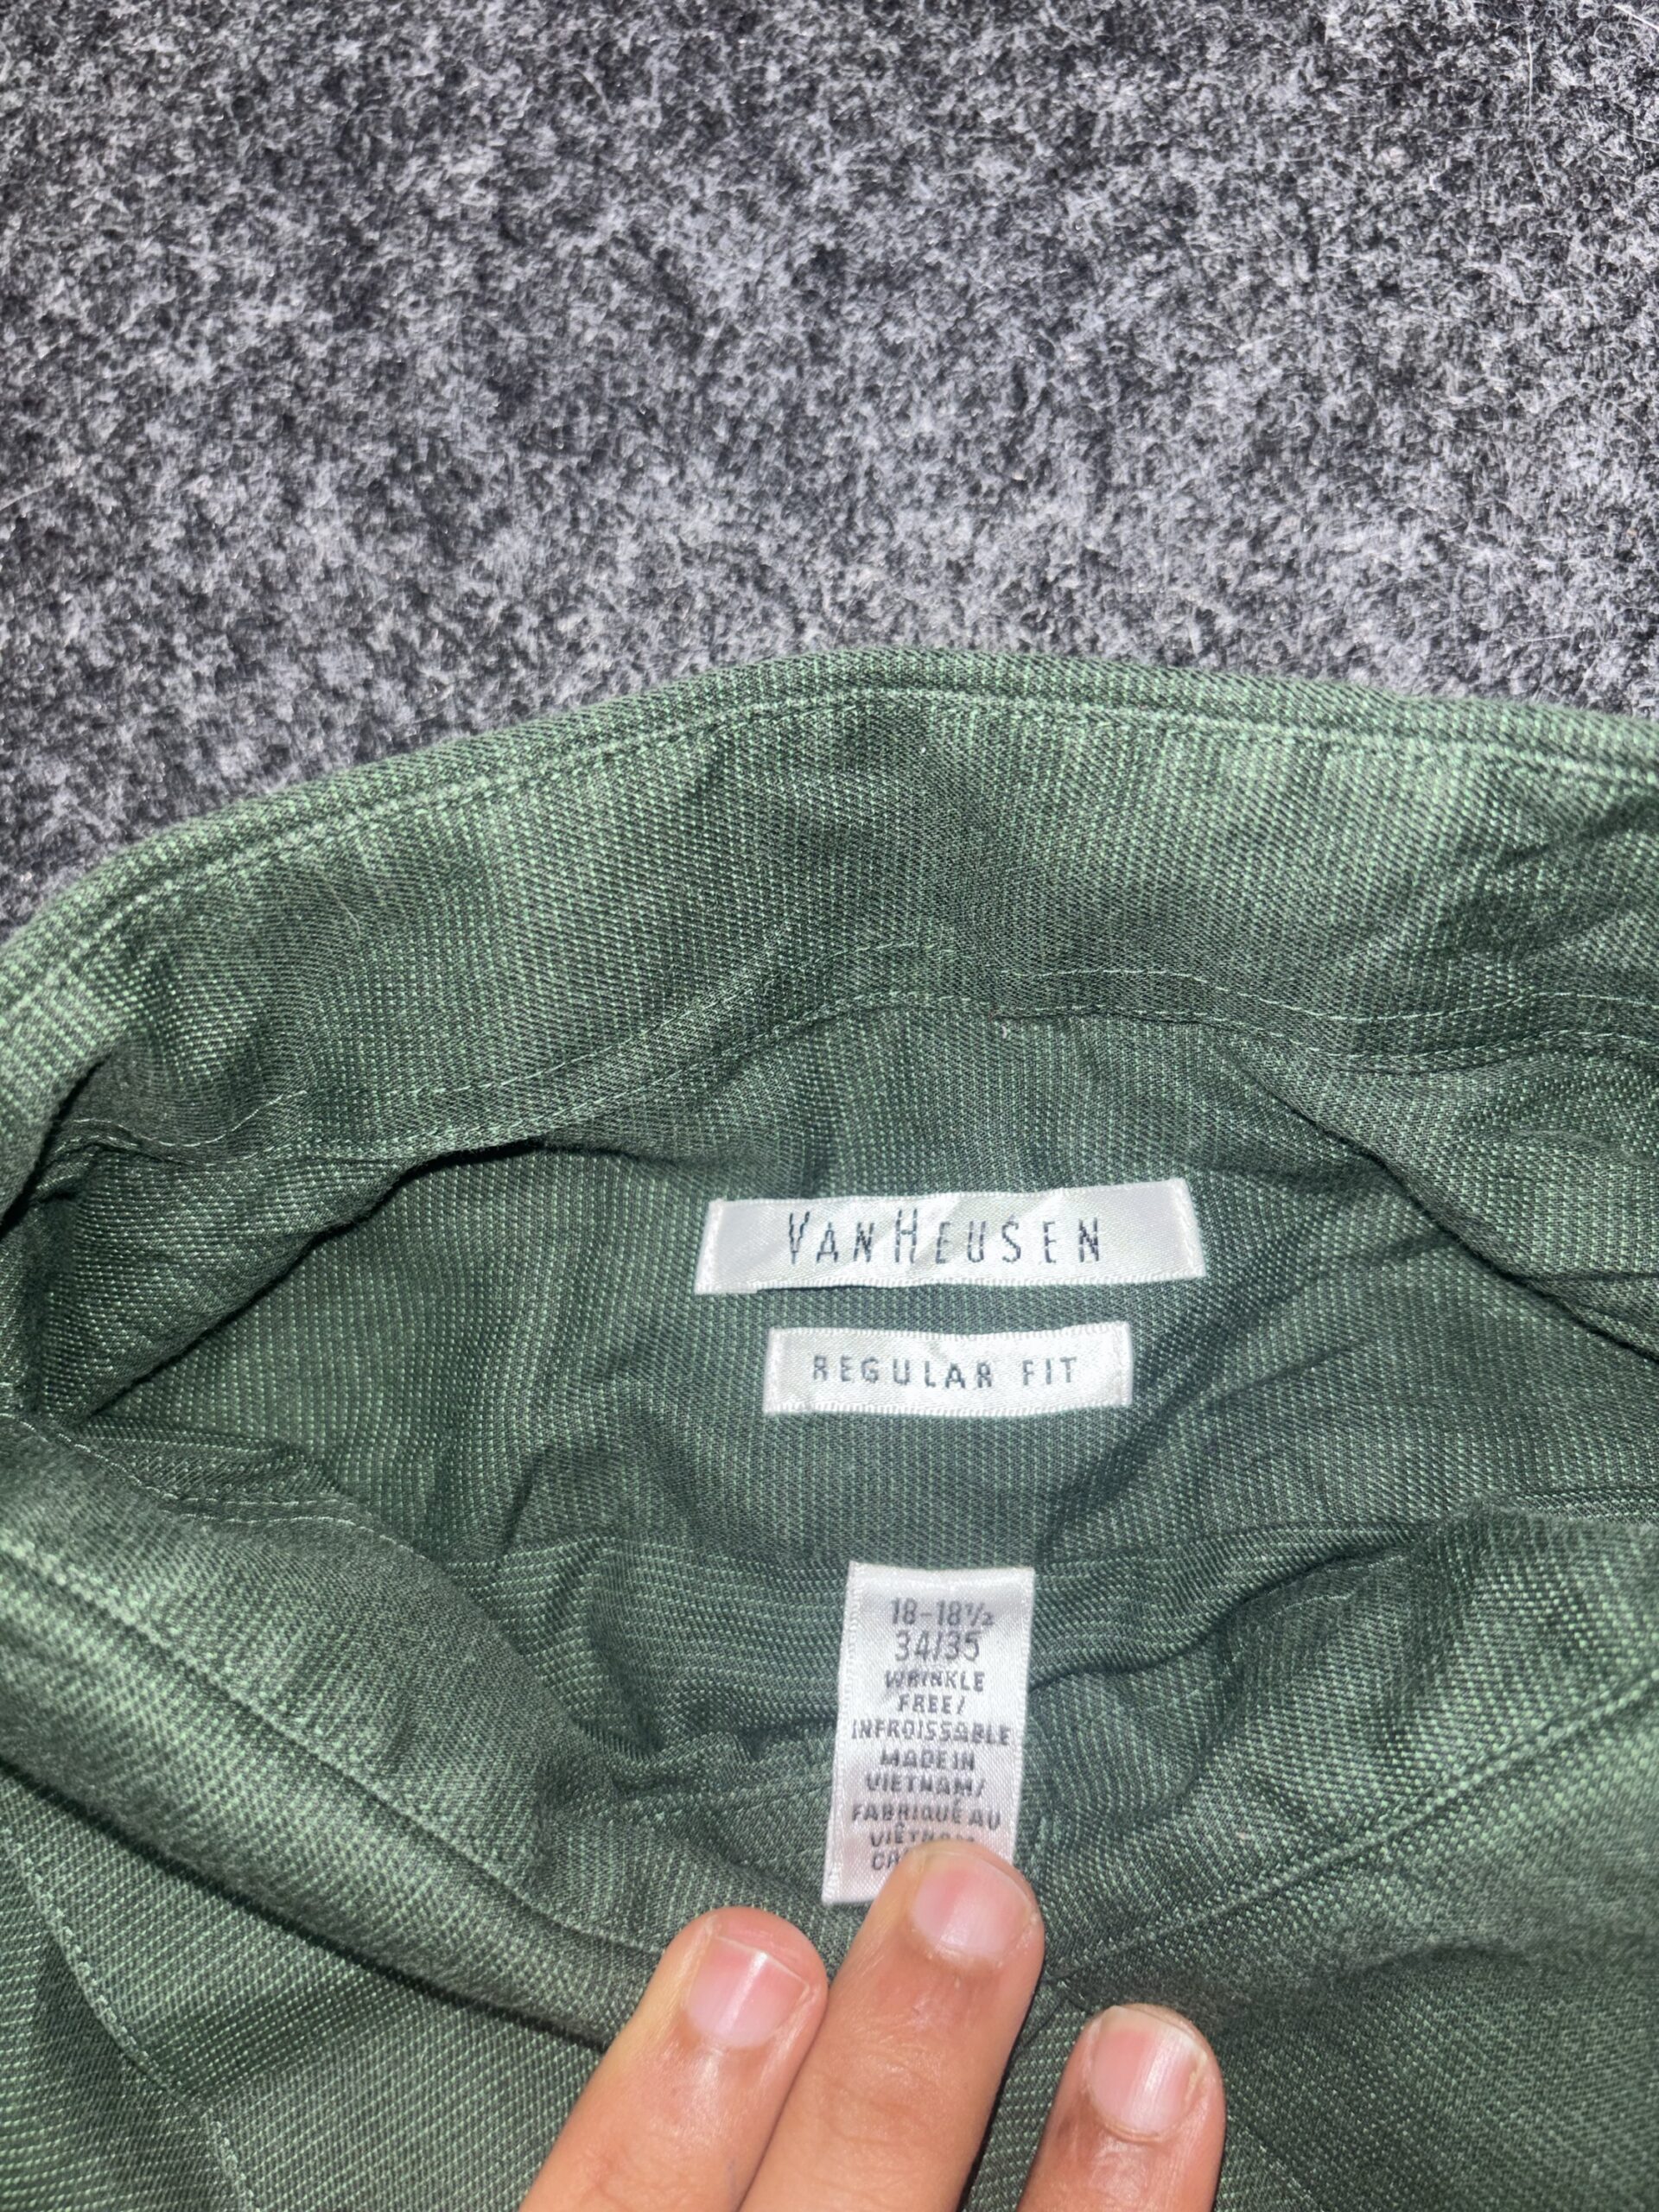 VANHEUSEN
REGULAR FIT
18-18½
34/35
WRINKLE
FREE/
INFROISSABLE
MADE IN
VIETNAM/
FABRIQUÉ AU